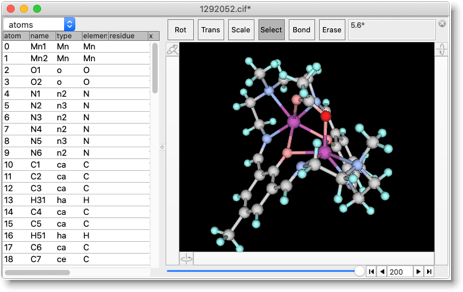 1292052.cif*
atoms
Rot Trans Scale Select Bond Erase 5.6°
atom name type elemen residue x
0 Mn1 Mn Mn
1 Mn2 Mn Mn
2 O1 o O
3 O2 o O
4 N1 n2 N
5 N2 n3 N
6 N3 n2 N
7 N4 n2 N
8 N5 n3 N
9 N6 n2 N
10 C1 ca C
11 C2 ca C
12 C3 ca C
13 H31 ha H
14 C4 ca C
15 C5 ca C
16 H51 ha H
17 C6 ca C
18 C7 ce C
200